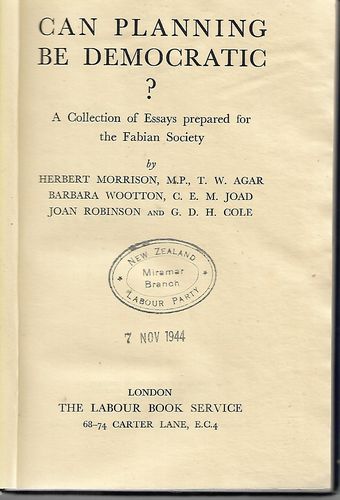 CAN PLANNING
BE DEMOCRATIC
?
A Collection of Essays prepared for
the Fabian Society
by
HERBERT MORRISON, M.P., T. W. AGAR
BARBARA WOOTTON, C. E. M. JOAD
JOAN ROBINSON AND G. D. H. COLE
NEW ZEALAND
Miramar
Branch
LABOUR PARTY
7 NOV 1944
LONDON
THE LABOUR BOOK SERVICE
68-74 CARTER LANE, E.C.4